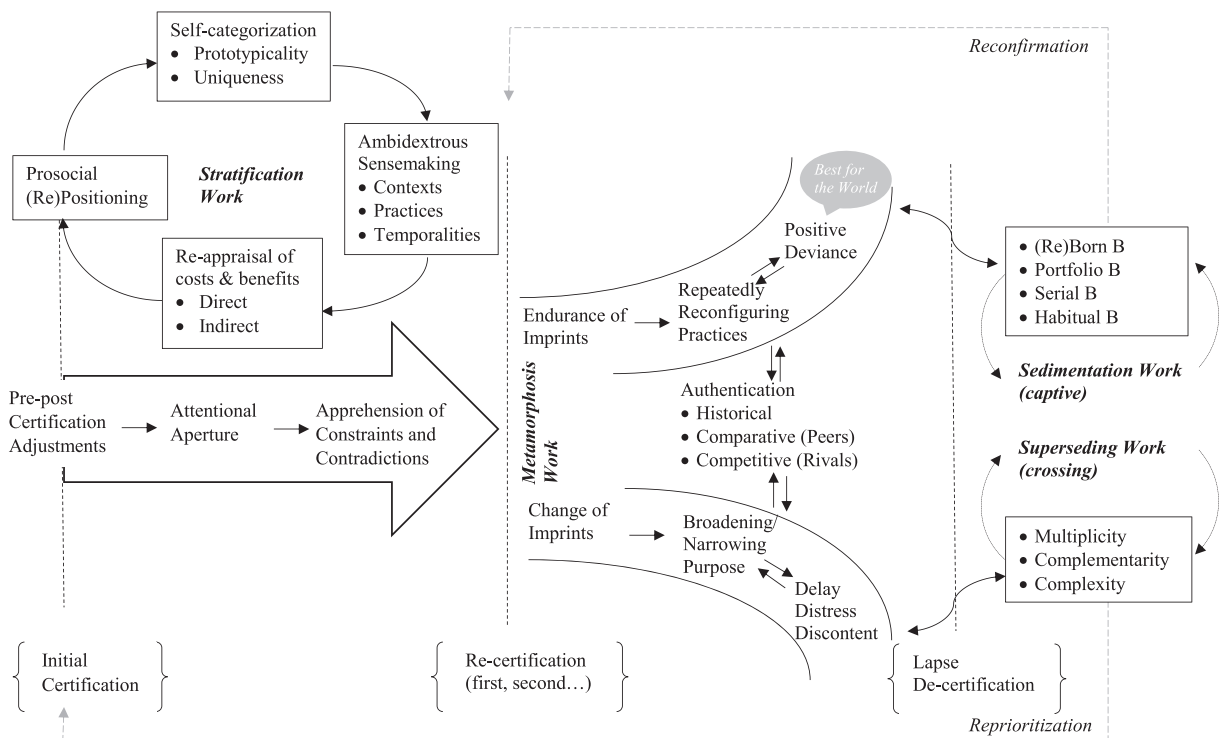 Self-categorization
● Prototypicality
● Uniqueness
Reconfirmation
Prosocial
(Re)Positioning
Stratification
Work
Ambidextrous
Sensemaking
● Contexts
● Practices
● Temporalities
Re-appraisal of
costs & benefits
● Direct
● Indirect
Pre-post
Certification
Adjustments
Attentional
Aperture
Apprehension of
Constraints and
Contradictions
Metamorphosis
Work
Best for
the World
Positive
Deviance
Endurance of
Imprints
Repeatedly
Reconfiguring
Practices
Authentication
● Historical
● Comparative (Peers)
● Competitive (Rivals)
Change of
Imprints
Broadening/
Narrowing
Purpose
Delay
Distress
Discontent
● (Re)Born B
● Portfolio B
● Serial B
● Habitual B
Sedimentation Work
(captive)
Superseding Work
(crossing)
● Multiplicity
● Complementarity
● Complexity
Initial
Certification
Re-certification
(first, second…)
Lapse
De-certification
Reprioritization